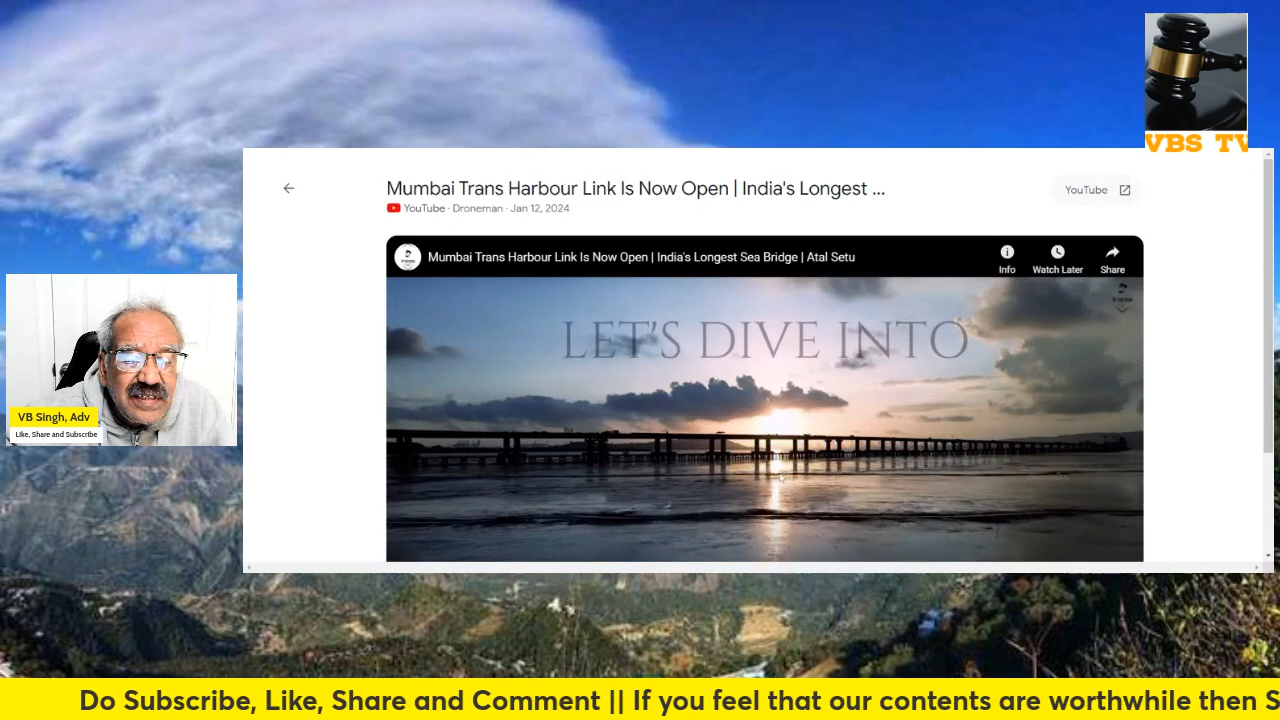 VBS TV
Mumbai Trans Harbour Link Is Now Open | India's Longest ...
YouTube
YouTube · Droneman · Jan 12, 2024
Mumbai Trans Harbour Link Is Now Open | India's Longest Sea Bridge | Atal Setu
Info
Watch Later
Share
LET'S DIVE INTO
VB Singh, Adv
Like, Share and Subscribe
Do Subscribe, Like, Share and Comment || If you feel that our contents are worthwhile then S